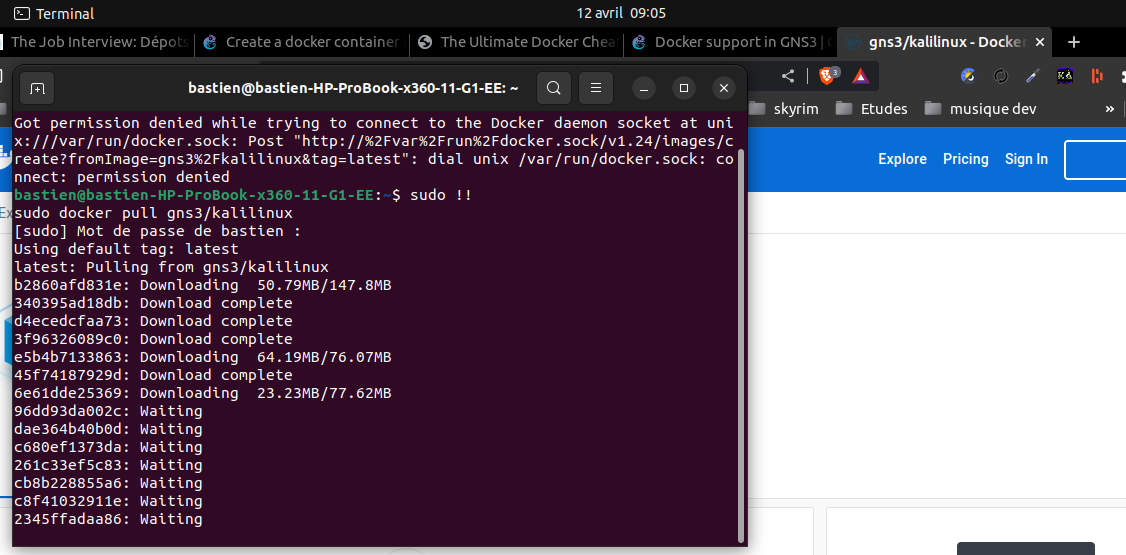 Terminal
12 avril 09:05
The Job Interview: Dépots
Create a docker container
The Ultimate Docker Chea
Docker support in GNS3 | G
gns3/kalilinux - Docker
bastien@bastien-HP-ProBook-x360-11-G1-EE: ~
3
skyrim
Etudes
musique dev
»
Explore
Pricing
Sign In
Ex
Got permission denied while trying to connect to the Docker daemon socket at uni
x:///var/run/docker.sock: Post "http://%2Fvar%2Frun%2Fdocker.sock/v1.24/images/c
reate?fromImage=gns3%2Fkalilinux&tag=latest": dial unix /var/run/docker.sock: co
nnect: permission denied
bastien@bastien-HP-ProBook-x360-11-G1-EE:~$ sudo !!
sudo docker pull gns3/kalilinux
[sudo] Mot de passe de bastien :
Using default tag: latest
latest: Pulling from gns3/kalilinux
b2860afd831e: Downloading  50.79MB/147.8MB
340395ad18db: Download complete
d4ecedcfaa73: Download complete
3f96326089c0: Download complete
e5b4b7133863: Downloading  64.19MB/76.07MB
45f74187929d: Download complete
6e61dde25369: Downloading  23.23MB/77.62MB
96dd93da002c: Waiting
dae364b40b0d: Waiting
c680ef1373da: Waiting
261c33ef5c83: Waiting
cb8b228855a6: Waiting
c8f41032911e: Waiting
2345ffadaa86: Waiting